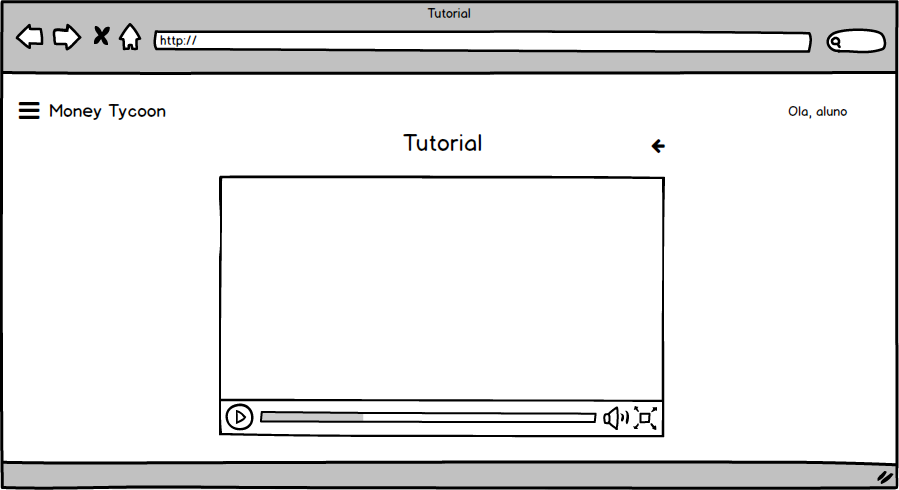 Tutorial
http://
Money Tycoon
Ola, aluno
Tutorial